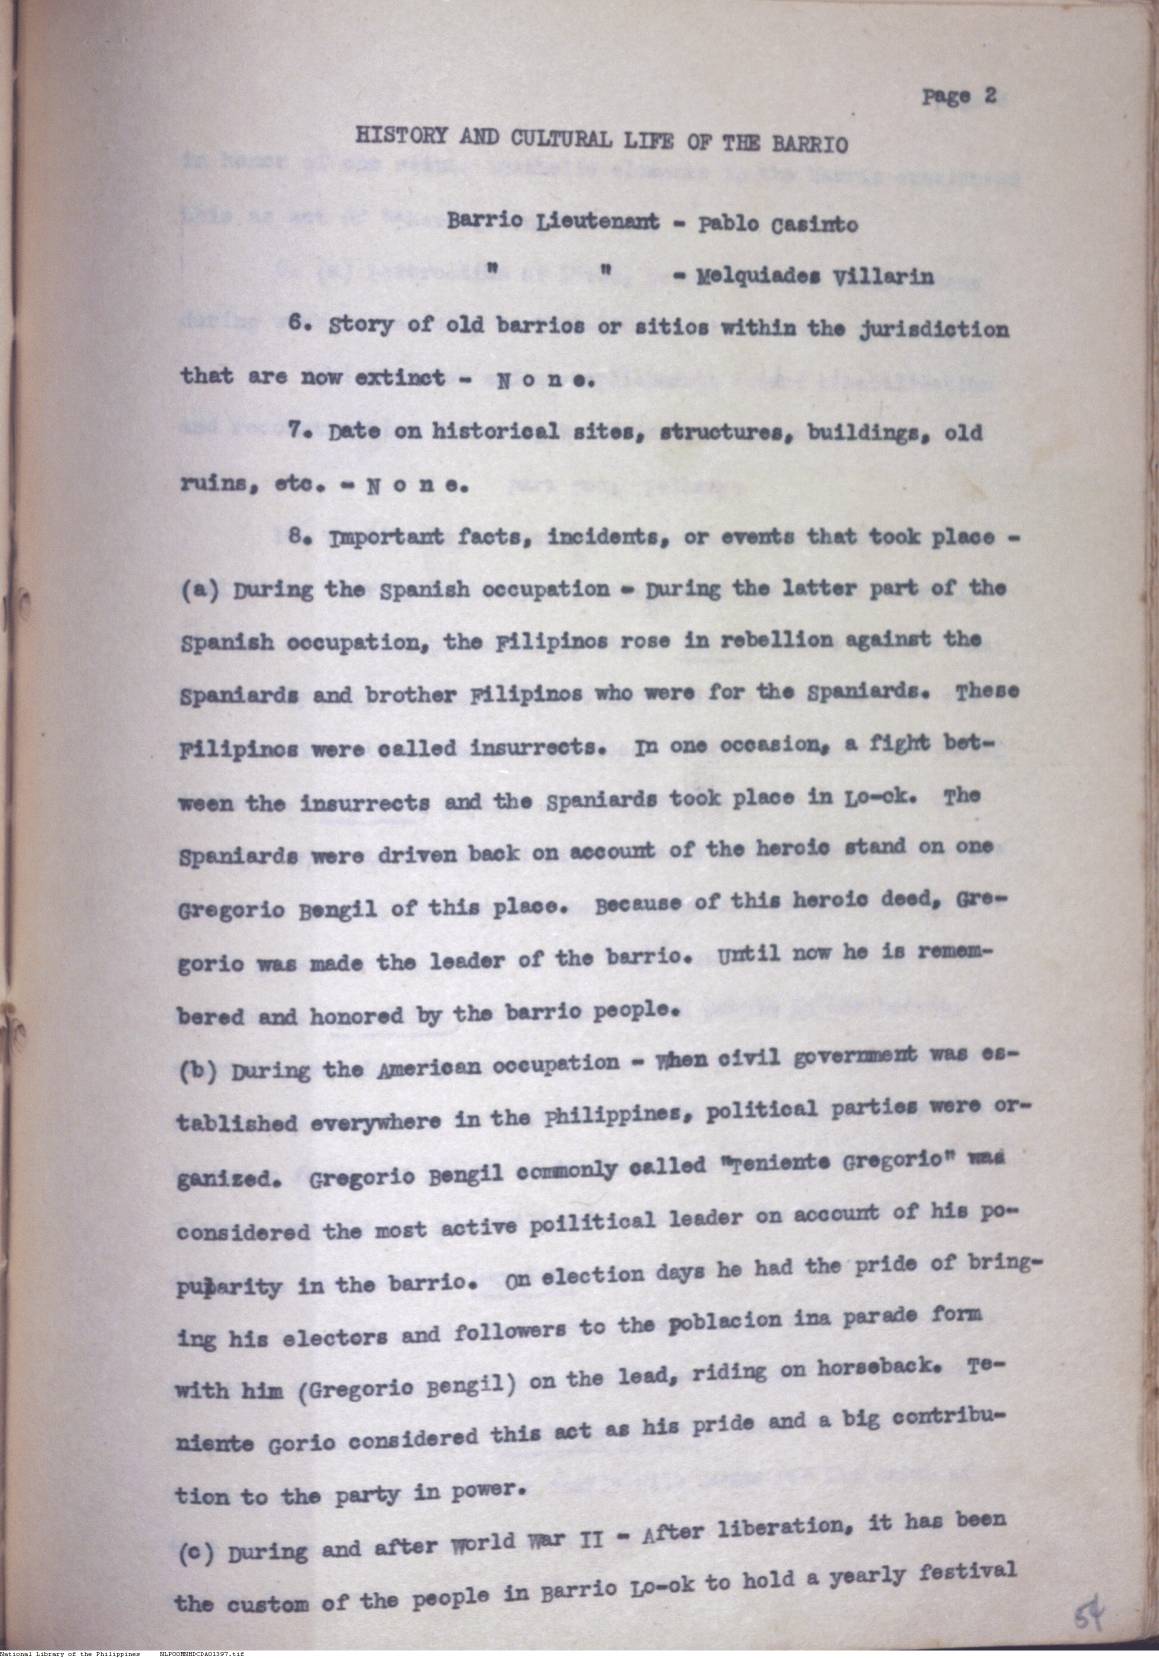 Page 2
HISTORY AND CULTURAL LIFE OF THE BARRIO
Barrio Lieutenant - Pablo Casinto
" " - Melquiades Villarin
6. Story of old barrios or sitios within the jurisdiction
that are now extinct - N o n e.
7. Date on historical sites, structures, buildings, old
ruins, etc. - N o n e.
8. Important facts, incidents, or events that took place -
(a) During the Spanish occupation - During the latter part of the
Spanish occupation, the Filipinos rose in rebellion against the
Spaniards and brother Filipinos who were for the Spaniards. These
Filipinos were called insurrects. In one occasion, a fight bet-
ween the insurrects and the Spaniards took place in Lo-ok. The
Spaniards were driven back on account of the heroic stand on one
Gregorio Bengil of this place. Because of this heroic deed, Gre-
gorio was made the leader of the barrio. Until now he is remem-
bered and honored by the barrio people.
(b) During the American occupation - When civil government was es-
tablished everywhere in the Philippines, political parties were or-
ganized. Gregorio Bengil commonly called "Teniente Gregorio" was
considered the most active poilitical leader on account of his po-
pularity in the barrio. On election days he had the pride of bring-
ing his electors and followers to the poblacion ina parade form
with him (Gregorio Bengil) on the lead, riding on horseback. Te-
niente Gorio considered this act as his pride and a big contribu-
tion to the party in power.
(c) During and after World War II - After liberation, it has been
the custom of the people in Barrio Lo-ok to hold a yearly festival
54
National Library of the Philippines NLP00MNHDCDA01397.tif